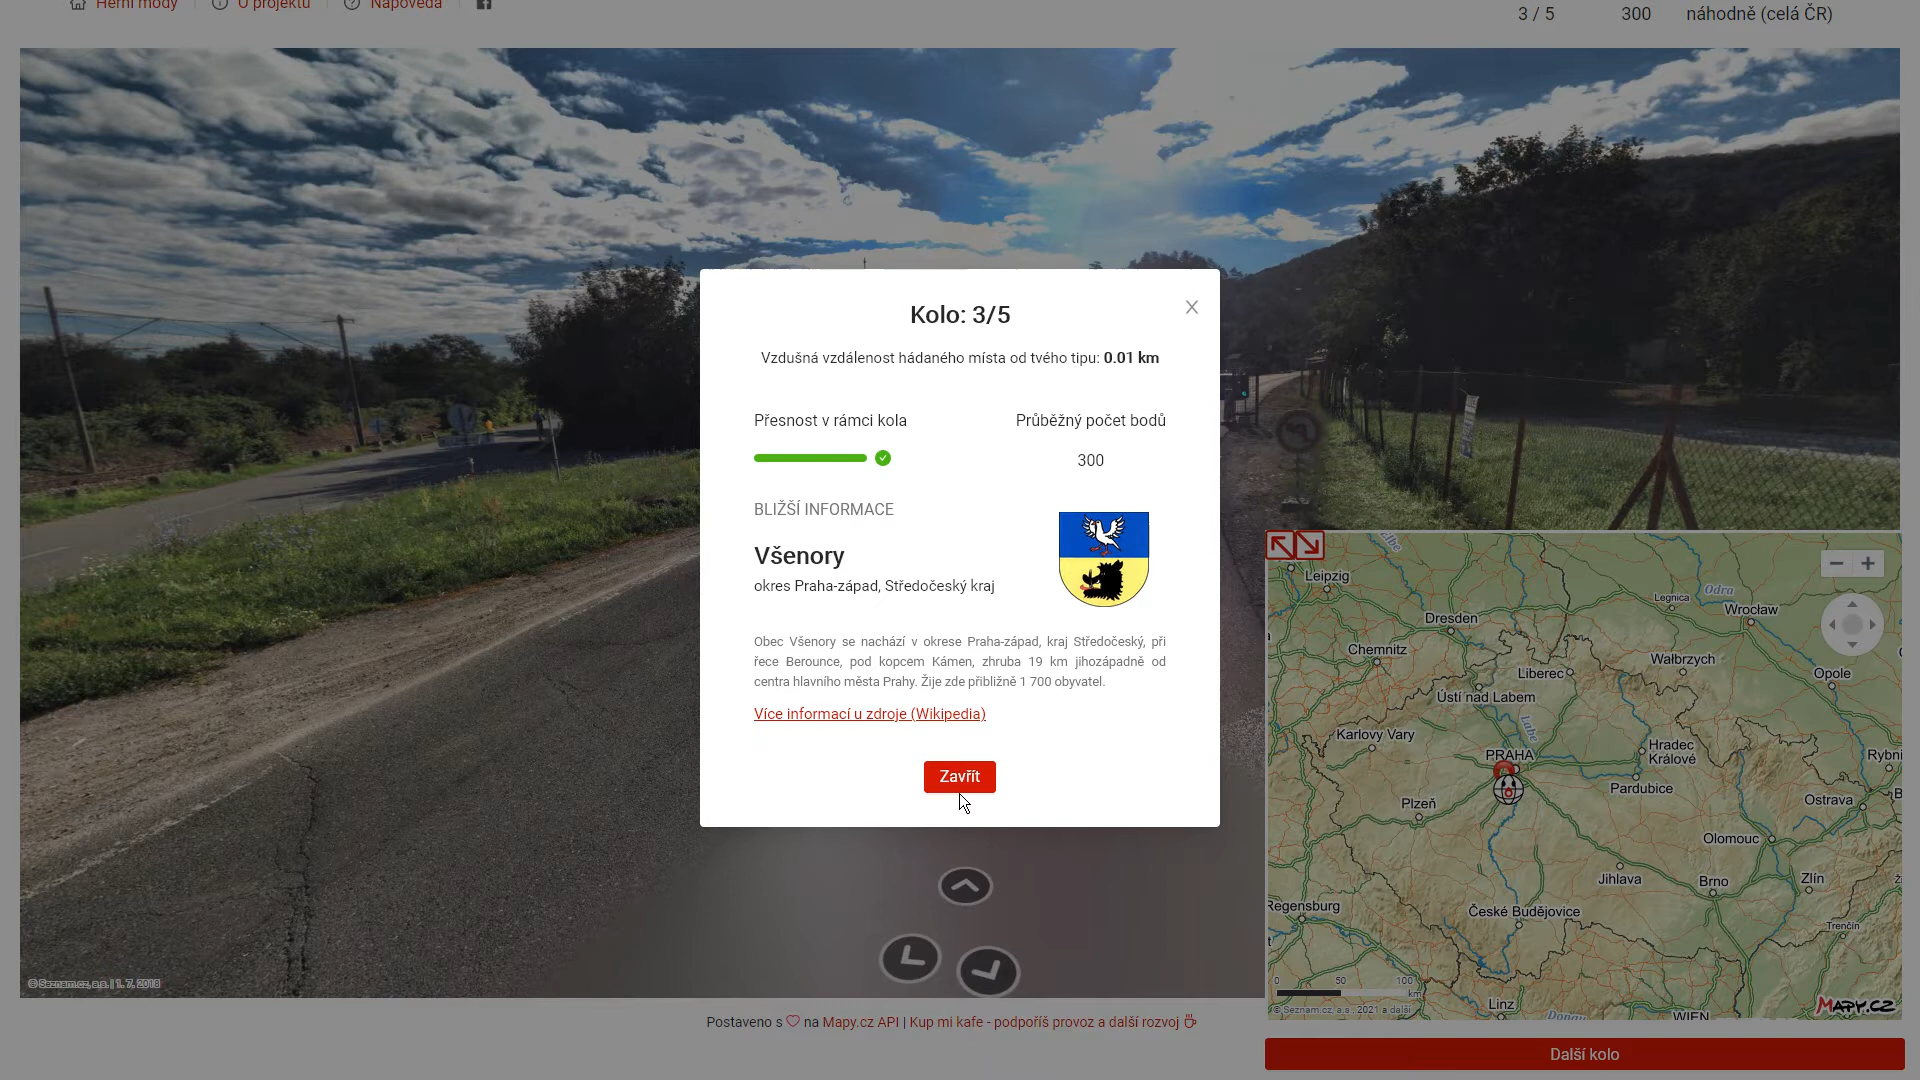 Herní módy
O projektu
Nápověda
3 / 5
300
náhodně (celá ČR)
Kolo: 3/5
Vzdušná vzdálenost hádaného místa od tvého tipu: 0.01 km
Přesnost v rámci kola
Průběžný počet bodů
300
BLIŽŠÍ INFORMACE
Všenory
okres Praha-západ, Středočeský kraj
Obec Všenory se nachází v okrese Praha-západ, kraj Středočeský, při
řece Berounce, pod kopcem Kámen, zhruba 19 km jihozápadně od
centra hlavního města Prahy. Žije zde přibližně 1 700 obyvatel.
Více informací u zdroje (Wikipedia)
Zavřít
Elbe
Leipzig
Legnica
Odra
Dresden
Wrocław
Chemnitz
Wałbrzych
Liberec
Opole
Ústí nad Labem
Labe
Karlovy Vary
PRAHA
Hradec
Králové
Rybni
Plzeň
Pardubice
Ostrava
Olomouc
Jihlava
Brno
Zlín
Regensburg
České Budějovice
Trenčín
0 50 100
km
Linz
Donau
WIEN
© Seznam.cz, a.s., 2021 a další
Mapy.cz
© Seznam.cz, a.s. | 1. 7. 2018
Postaveno s na Mapy.cz API | Kup mi kafe - podpoříš provoz a další rozvoj
Další kolo